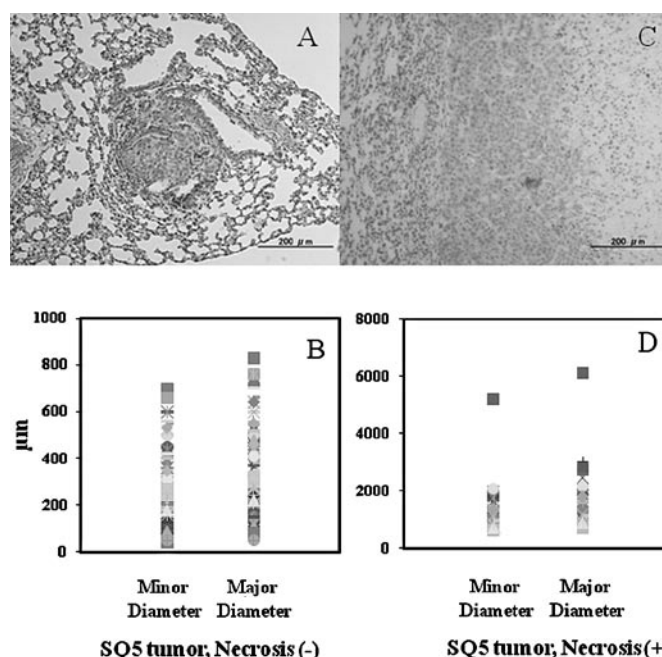 A
C
200 μm
200 μm
1000
B
800
600
μm
400
200
0
Minor
Diameter
Major
Diameter
SQ5 tumor, Necrosis (-)
8000
D
6000
4000
2000
0
Minor
Diameter
Major
Diameter
SQ5 tumor, Necrosis (+